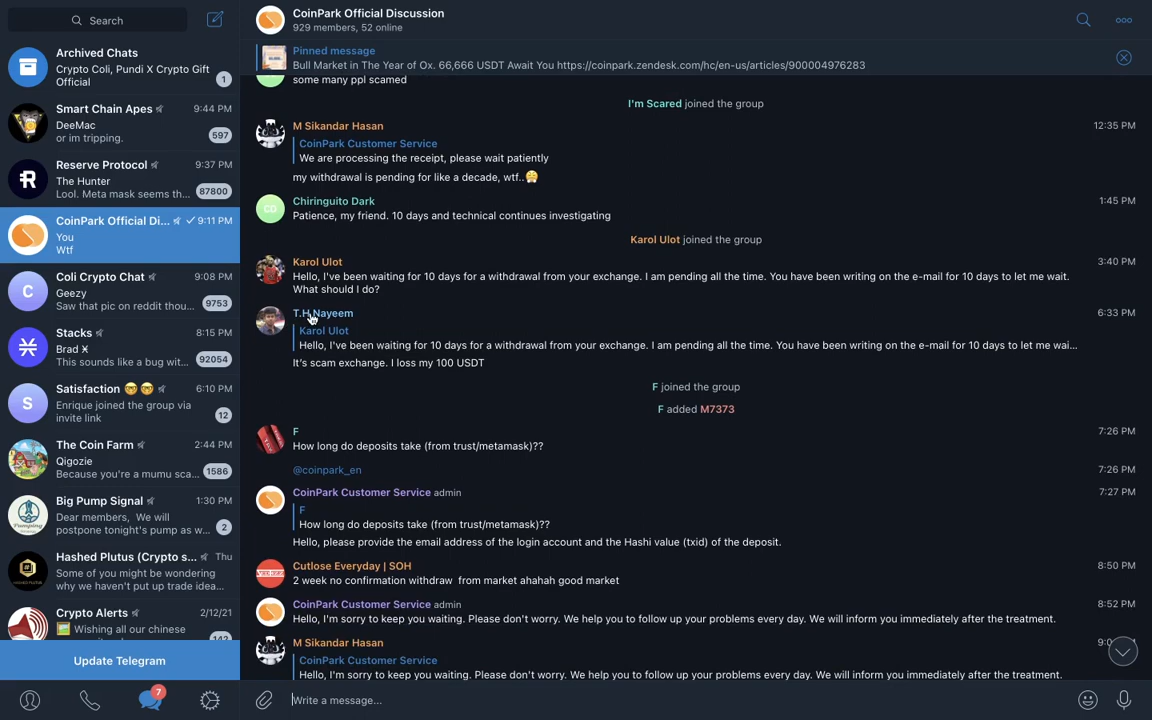 Search
Archived Chats
Crypto Coli, Pundi X Crypto Gift
Official
1
Smart Chain Apes
9:44 PM
DeeMac
or im tripping.
597
Reserve Protocol
9:37 PM
The Hunter
Lool. Meta mask seems th...
87800
R
CoinPark Official Di...
9:11 PM
You
Wtf
Coli Crypto Chat
9:08 PM
Geezy
Saw that pic on reddit thou...
9753
C
Stacks
8:15 PM
Brad X
This sounds like a bug wit...
92054
Satisfaction 🤓 🤓
6:10 PM
Enrique joined the group via
invite link
12
S
The Coin Farm
2:44 PM
Qigozie
Because you're a mumu sca...
1586
Big Pump Signal
1:30 PM
Dear members, We will
postpone tonight's pump as w...
2
Hashed Plutus (Crypto s...
Thu
Some of you might be wondering
why we haven't put up trade idea...
Crypto Alerts
2/12/21
🖼️ Wishing all our chinese
Update Telegram
7
CoinPark Official Discussion
929 members, 52 online
Pinned message
Bull Market in The Year of Ox. 66,666 USDT Await You https://coinpark.zendesk.com/hc/en-us/articles/900004976283
some many ppl scamed
I'm Scared joined the group
M Sikandar Hasan
12:35 PM
CoinPark Customer Service
We are processing the receipt, please wait patiently
my withdrawal is pending for like a decade, wtf..😤
CD
Chiringuito Dark
1:45 PM
Patience, my friend. 10 days and technical continues investigating
Karol Ulot joined the group
Karol Ulot
3:40 PM
Hello, I've been waiting for 10 days for a withdrawal from your exchange. I am pending all the time. You have been writing on the e-mail for 10 days to let me wait.
What should I do?
T.H Nayeem
6:33 PM
Karol Ulot
Hello, I've been waiting for 10 days for a withdrawal from your exchange. I am pending all the time. You have been writing on the e-mail for 10 days to let me wai...
It's scam exchange. I loss my 100 USDT
F joined the group
F added M7373
F
7:26 PM
How long do deposits take (from trust/metamask)??
@coinpark_en
7:26 PM
CoinPark Customer Service admin
7:27 PM
F
How long do deposits take (from trust/metamask)??
Hello, please provide the email address of the login account and the Hashi value (txid) of the deposit.
Cutlose Everyday | SOH
8:50 PM
2 week no confirmation withdraw from market ahahah good market
CoinPark Customer Service admin
8:52 PM
Hello, I'm sorry to keep you waiting. Please don't worry. We help you to follow up your problems every day. We will inform you immediately after the treatment.
M Sikandar Hasan
CoinPark Customer Service
Hello, I'm sorry to keep you waiting. Please don't worry. We help you to follow up your problems every day. We will inform you immediately after the treatment.
Write a message...